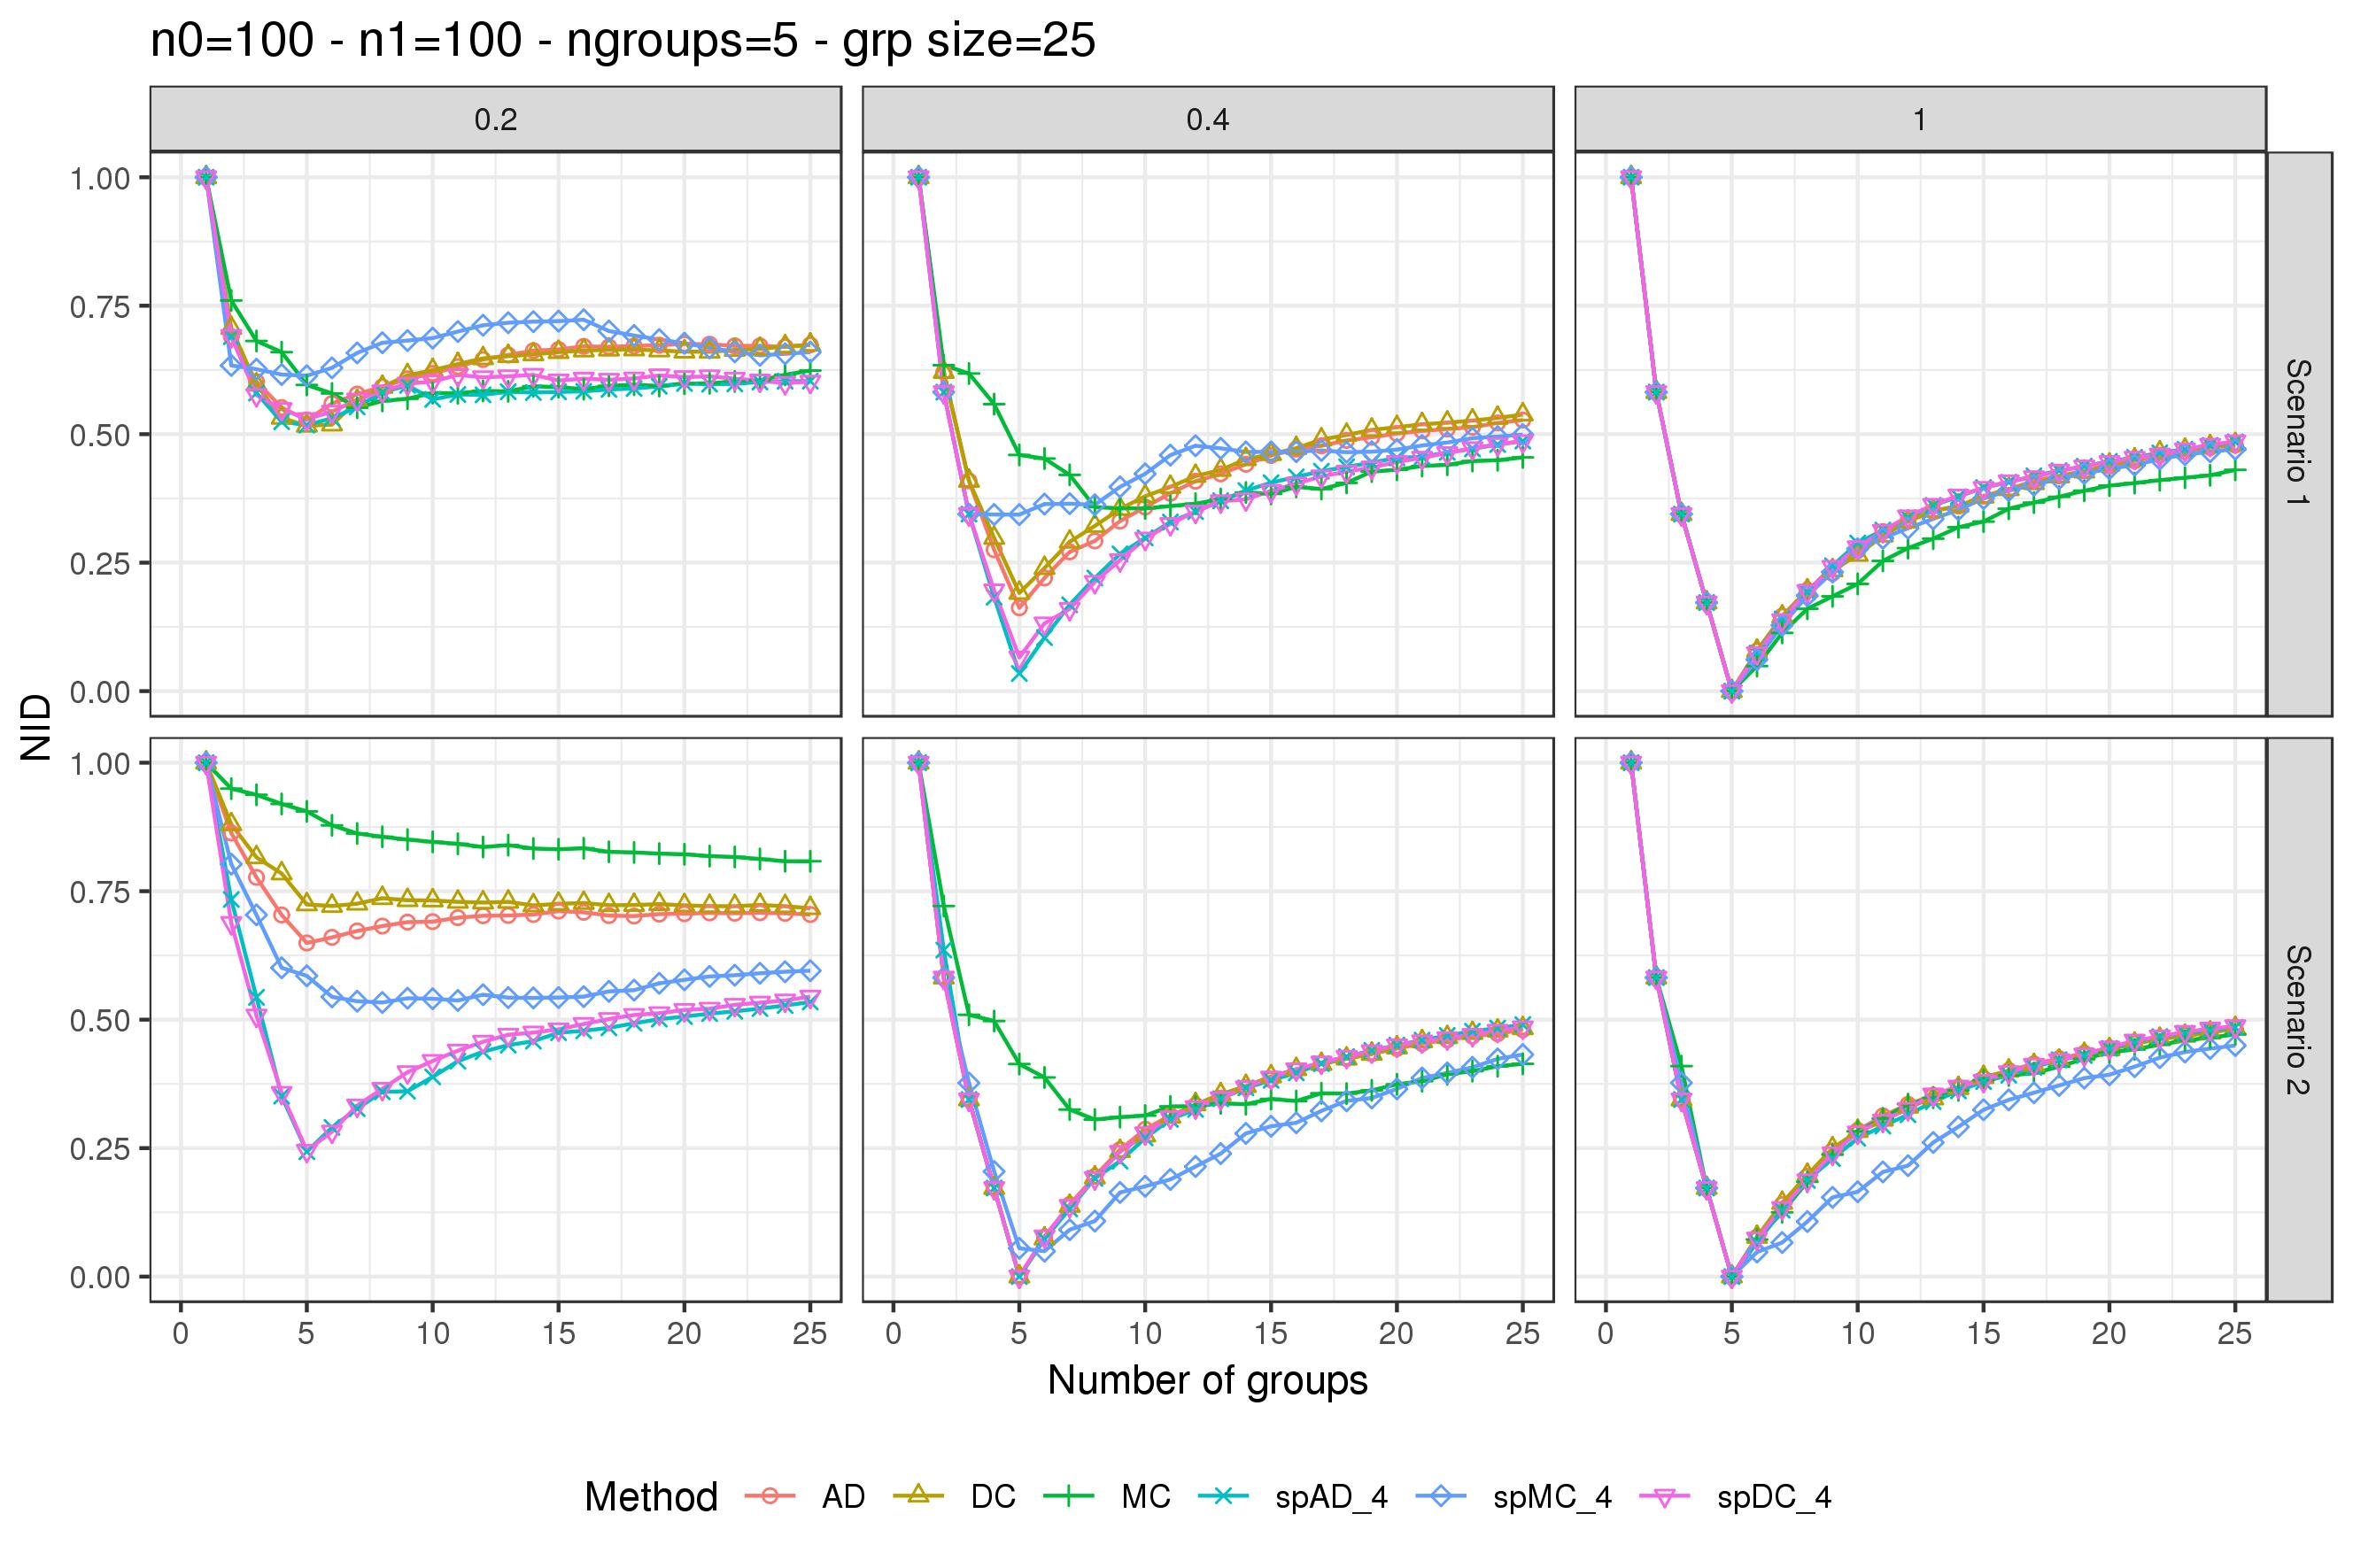 n0=100 - n1=100 - ngroups=5 - grp size=25
0.2 0.4 1
1.00
0.75
0.50
0.25
0.00
Scenario 1
NID
1.00
0.75
0.50
0.25
0.00
Scenario 2
0 5 10 15 20 25 0 5 10 15 20 25 0 5 10 15 20 25
Number of groups
Method AD DC MC spAD_4 spMC_4 spDC_4